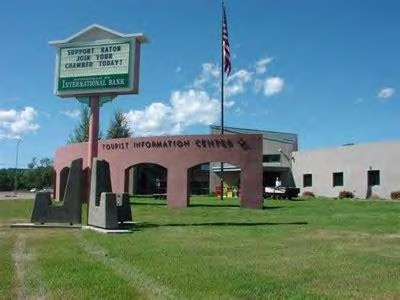 SUPPORT RATON
JOIN YOUR
CHAMBER TODAY!
INTERNATIONAL BANK
TOURIST INFORMATION CENTER